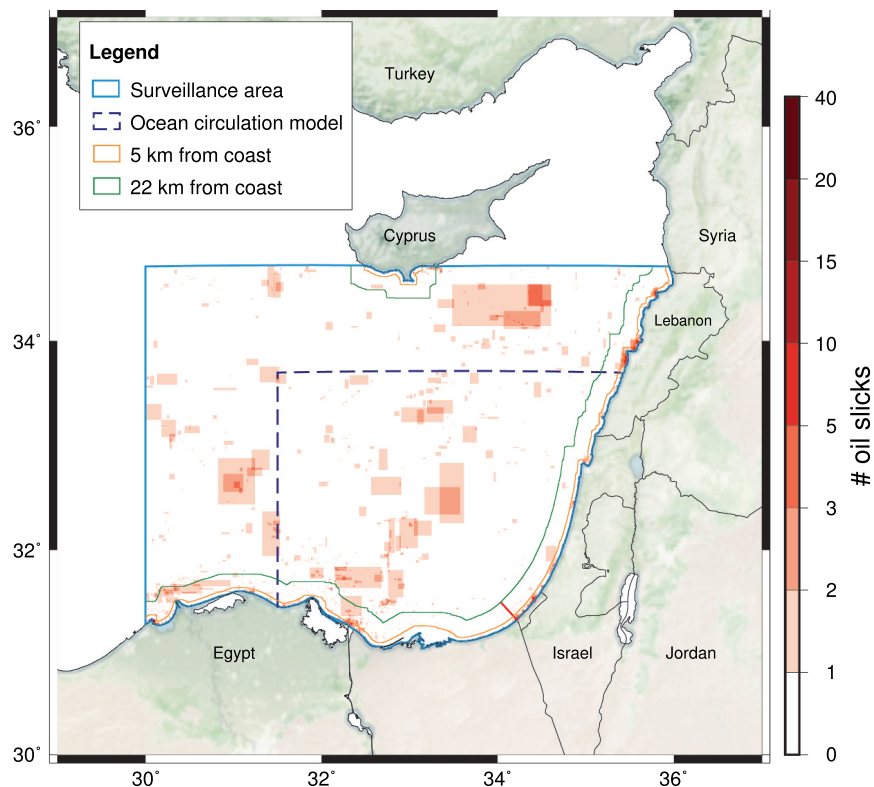 Legend
Surveillance area
Ocean circulation model
5 km from coast
22 km from coast
Turkey
Cyprus
Syria
Lebanon
Egypt
Israel
Jordan
36°
34°
32°
30°
30°
32°
34°
36°
40
20
15
10
5
3
2
1
0
# oil slicks